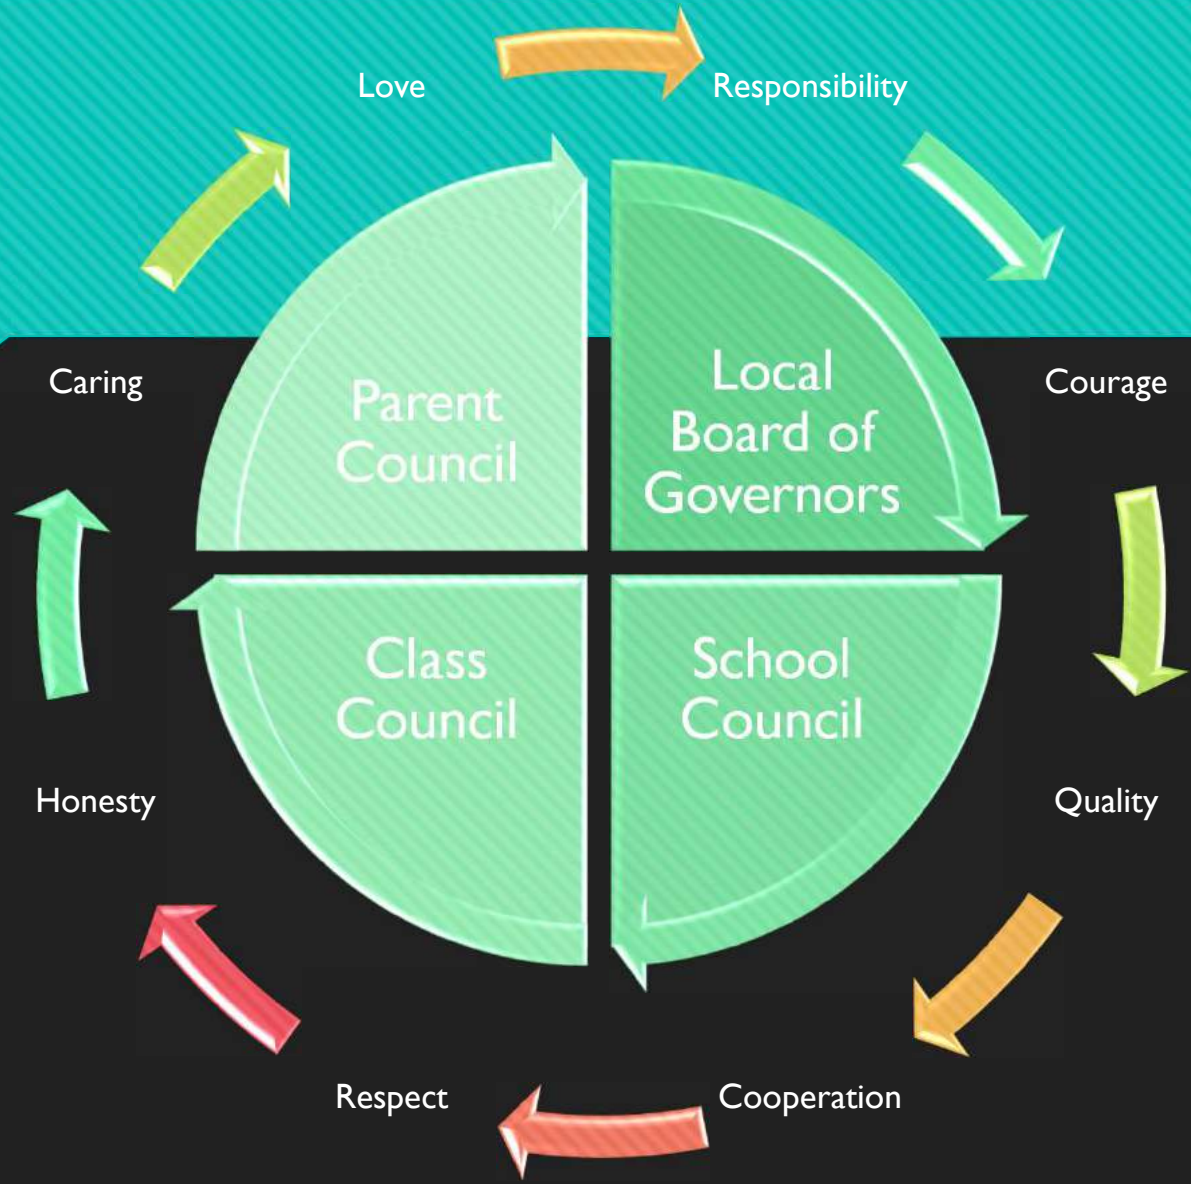 Love
Responsibility
Caring
Parent
Council
Local
Board of
Governors
Courage
Class
Council
School
Council
Honesty
Quality
Respect
Cooperation